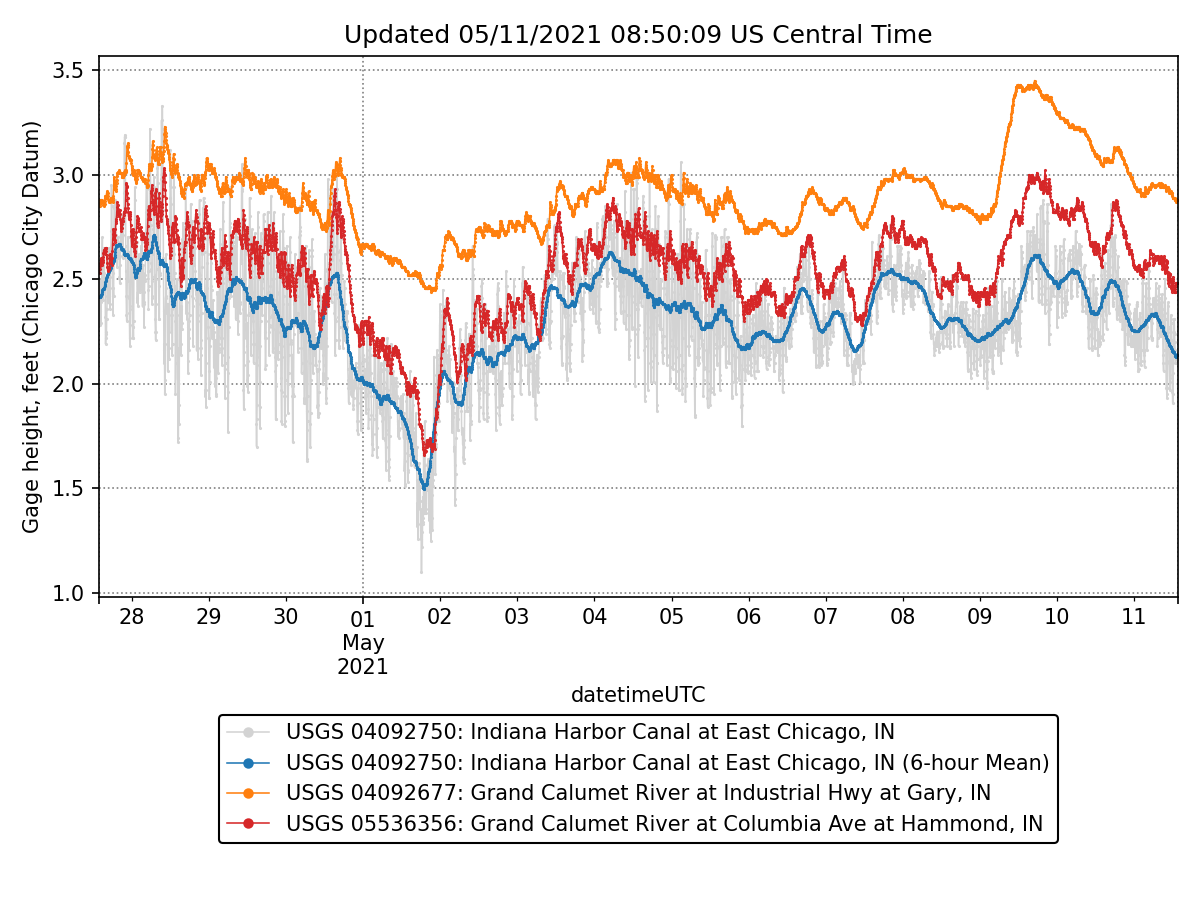 Updated 05/11/2021 08:50:09 US Central Time
Gage height, feet (Chicago City Datum)
3.5
3.0
2.5
2.0
1.5
1.0
28 29 30 01 02 03 04 05 06 07 08 09 10 11
May
2021
datetimeUTC
USGS 04092750: Indiana Harbor Canal at East Chicago, IN
USGS 04092750: Indiana Harbor Canal at East Chicago, IN (6-hour Mean)
USGS 04092677: Grand Calumet River at Industrial Hwy at Gary, IN
USGS 05536356: Grand Calumet River at Columbia Ave at Hammond, IN